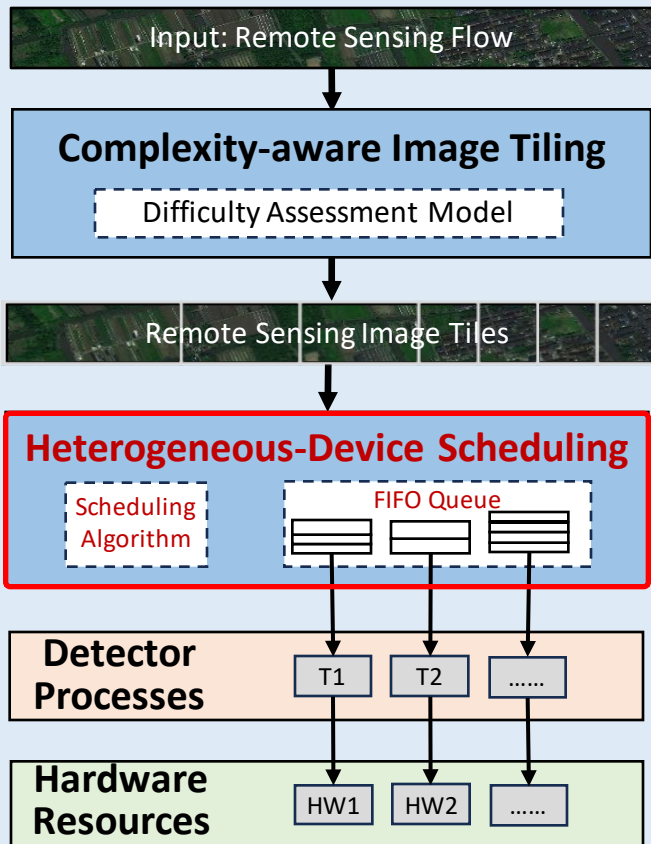 Input: Remote Sensing Flow
Complexity-aware Image Tiling
Difficulty Assessment Model
Remote Sensing Image Tiles
Heterogeneous-Device Scheduling
Scheduling
Algorithm
FIFO Queue
Detector
Processes
T1
T2
......
Hardware
Resources
HW1
HW2
......